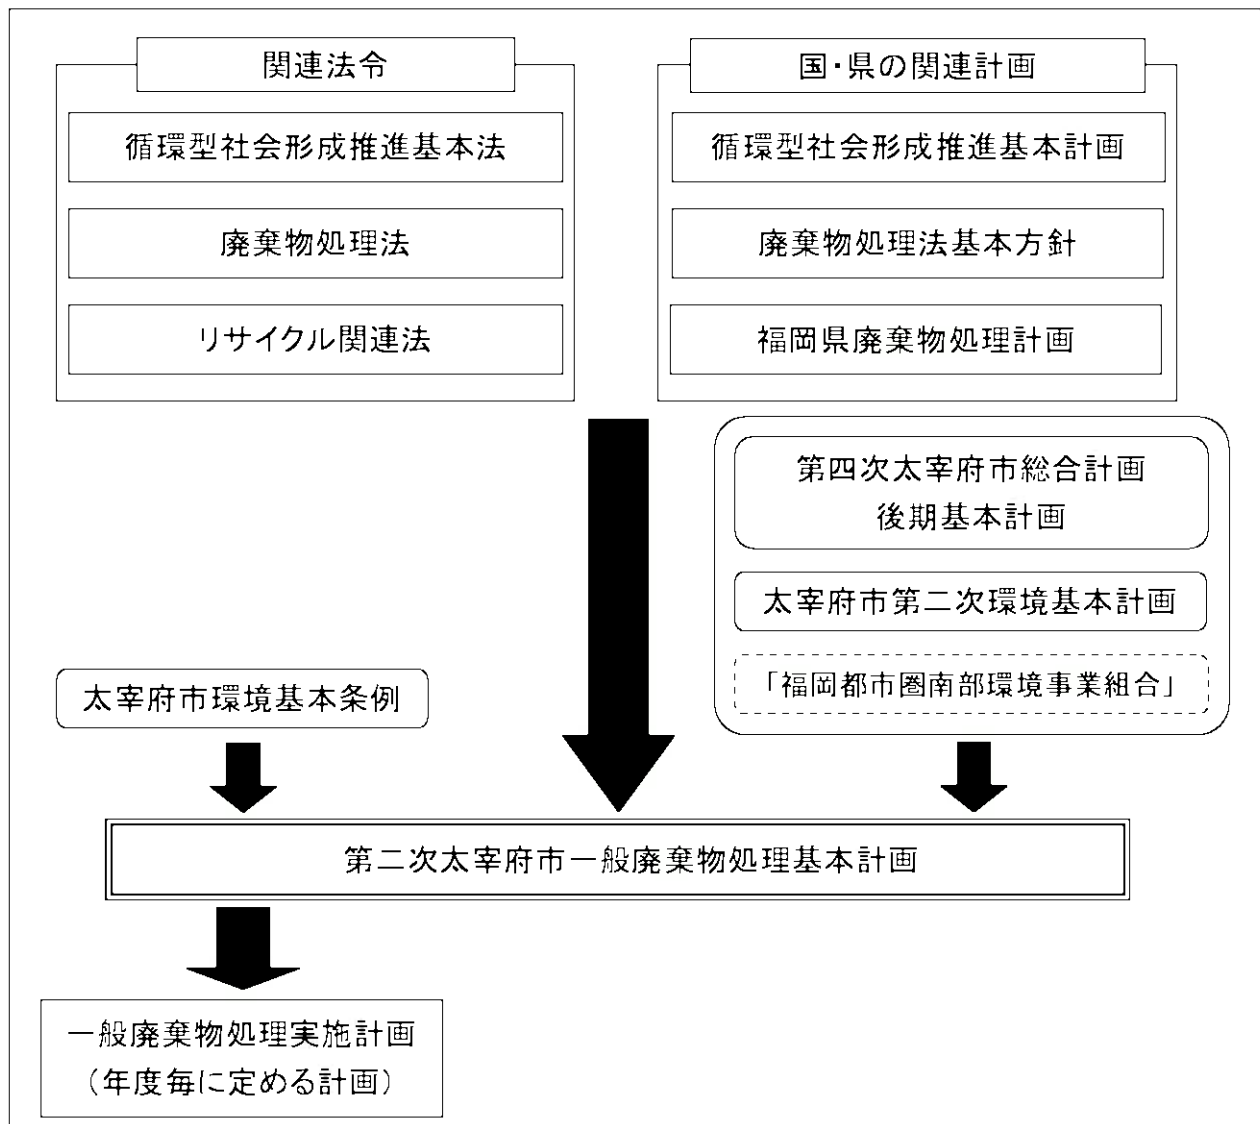 関連法令
循環型社会形成推進基本法
廃棄物処理法
リサイクル関連法
国・県の関連計画
循環型社会形成推進基本計画
廃棄物処理法基本方針
福岡県廃棄物処理計画
第四次太宰府市総合計画
後期基本計画
太宰府市第二次環境基本計画
「福岡都市圏南部環境事業組合」
太宰府市環境基本条例
第二次太宰府市一般廃棄物処理基本計画
一般廃棄物処理実施計画
（年度毎に定める計画）